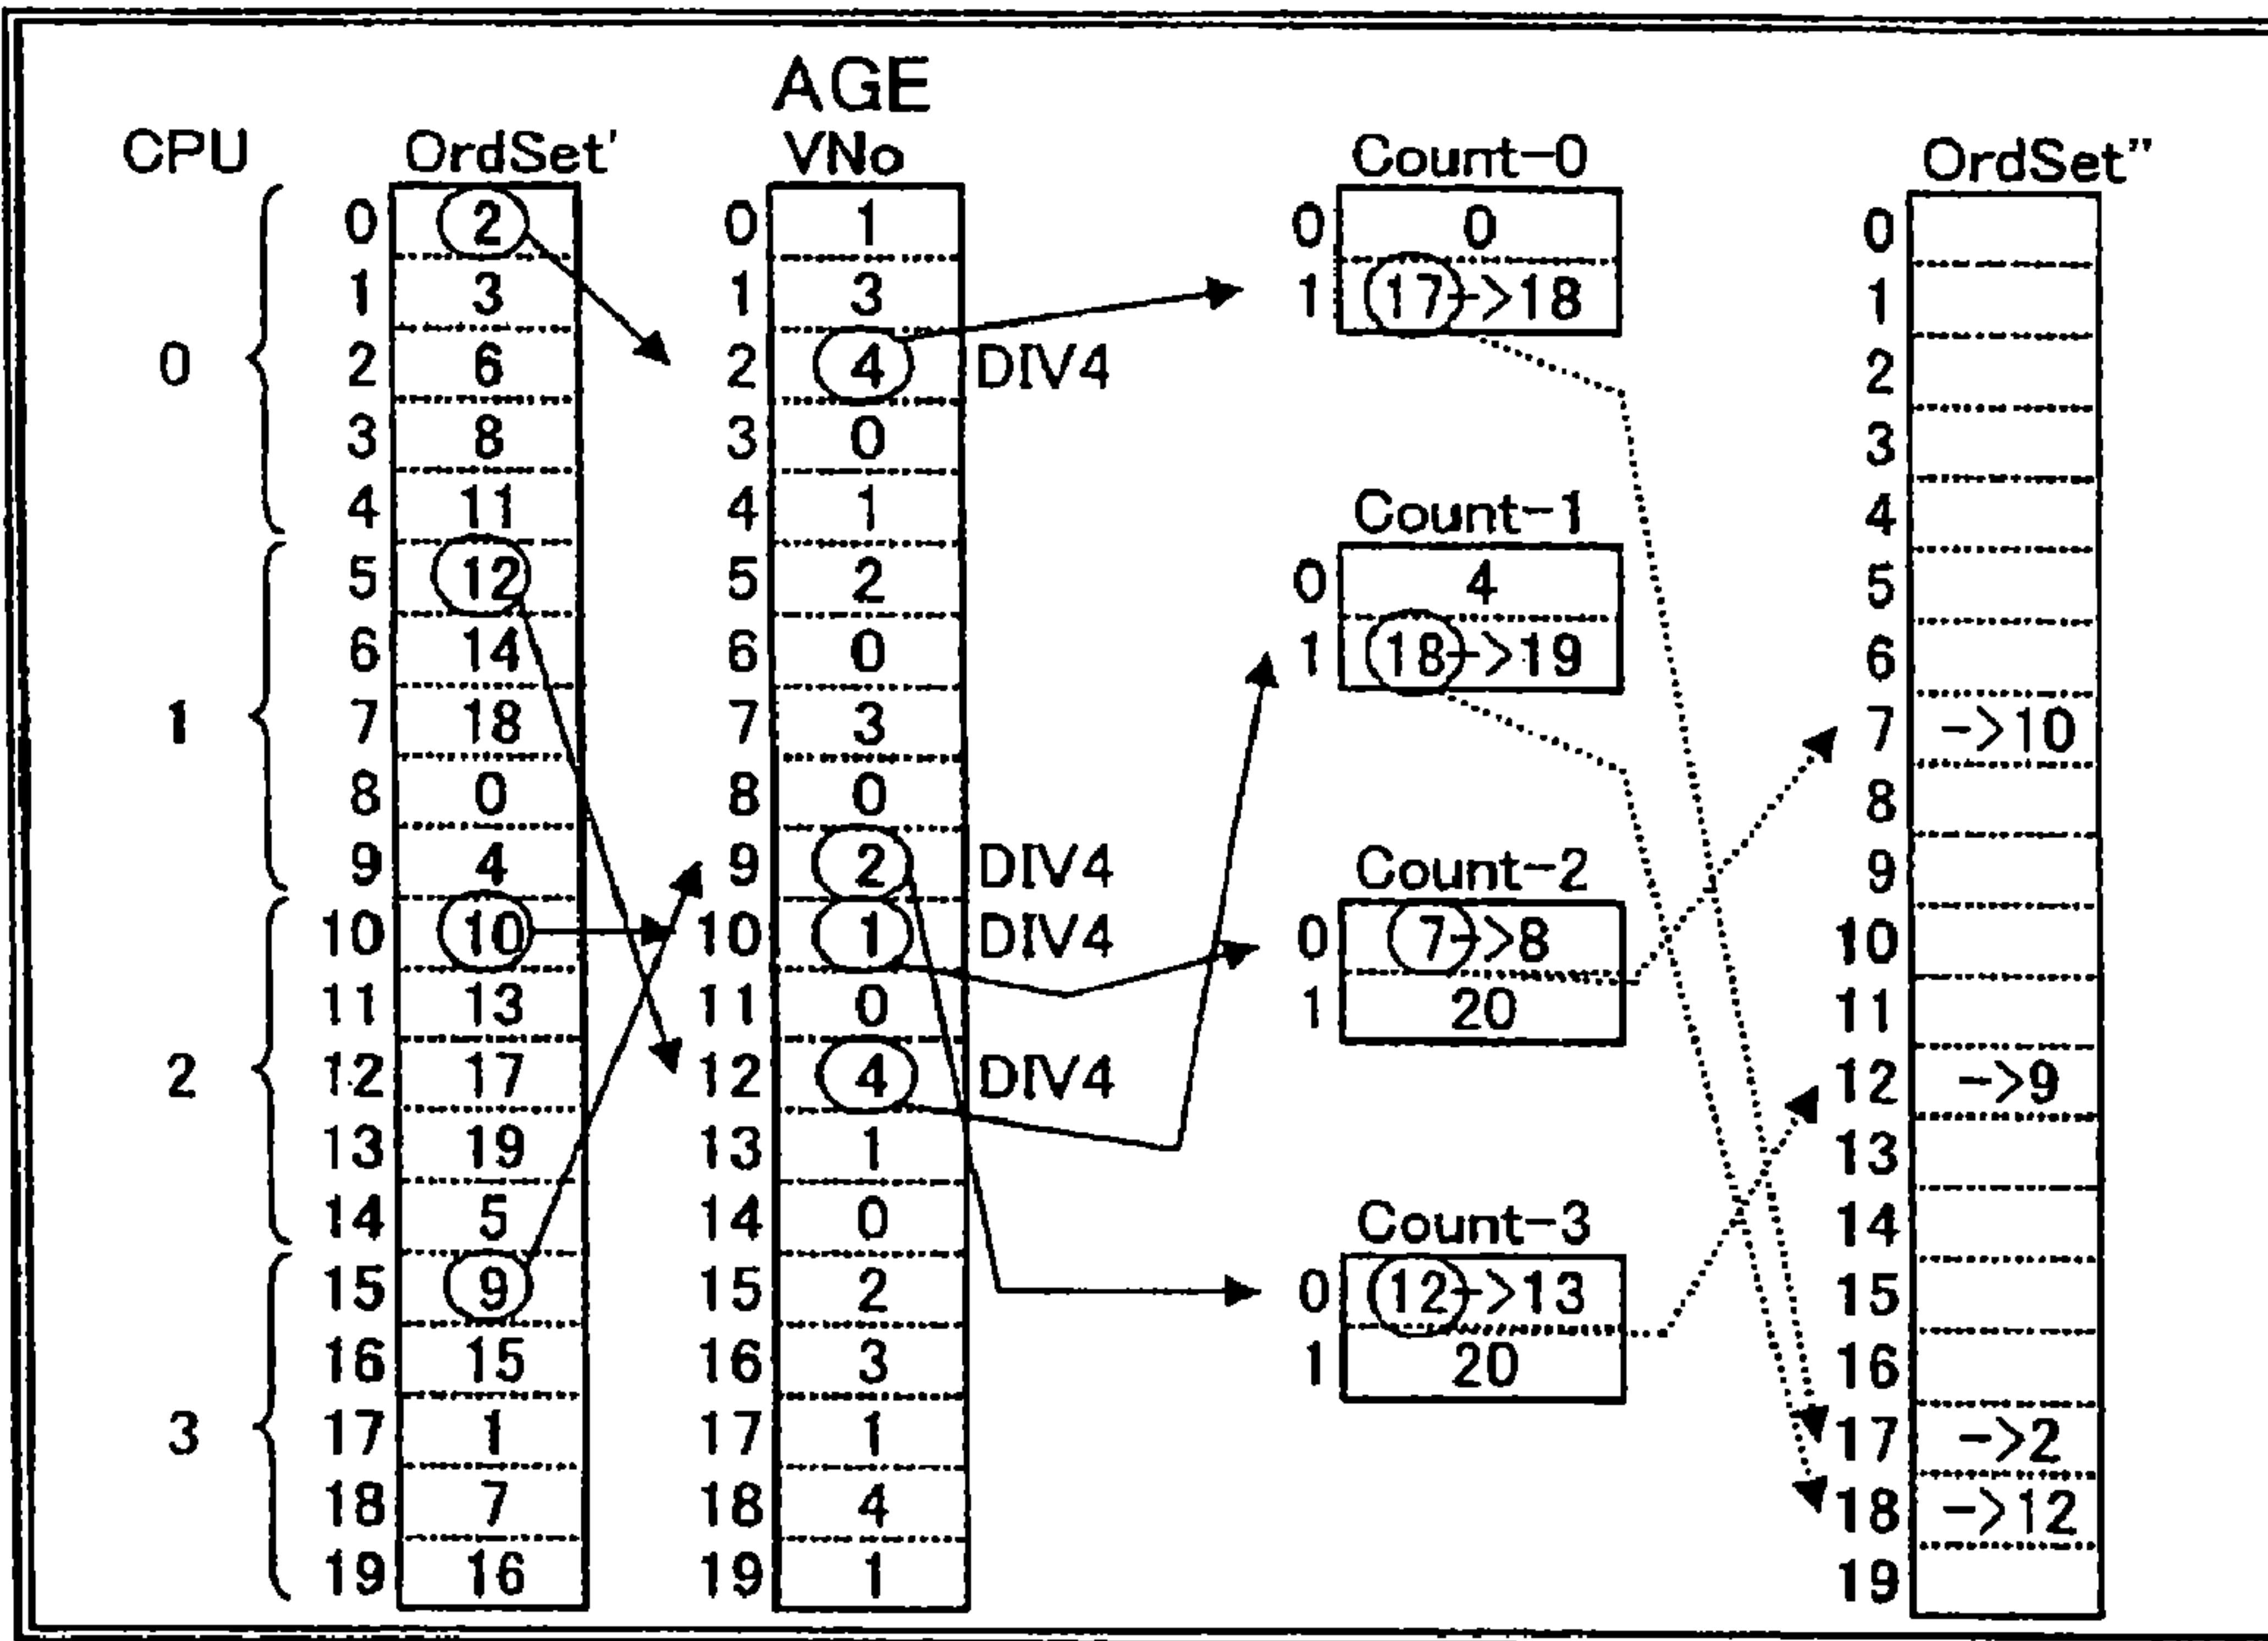 AGE
CPU OrdSet' VNo Count-0 OrdSet"
0 2 0 1 0 0 0
1 3 1 3 1 17->18 1
0 2 6 2 4 DIV4 2
3 8 3 0 3
4 11 4 1 Count-1 4
5 12 5 2 0 4 5
6 14 6 0 1 18->19 6
1 7 18 7 3 7 ->10
8 0 8 0 8
9 4 9 2 DIV4 Count-2 9
10 10 10 1 DIV4 0 7->8 10
11 13 11 0 1 20 11
2 12 17 12 4 DIV4 12 ->9
13 19 13 1 13
14 5 14 0 Count-3 14
15 9 15 2 0 12->13 15
16 15 16 3 1 20 16
3 17 1 17 1 17 ->2
18 7 18 4 18 ->12
19 16 19 1 19